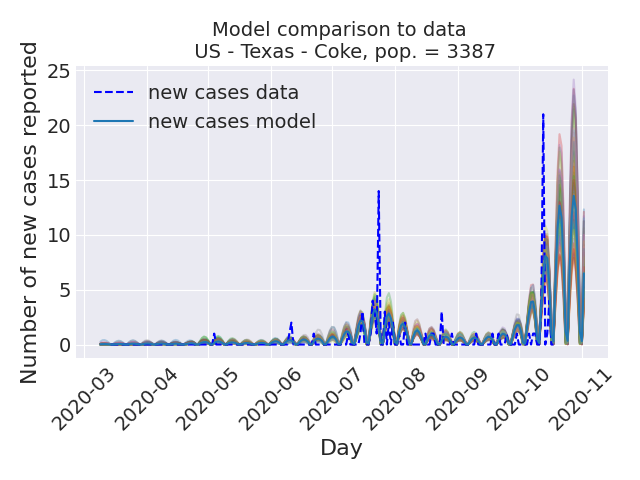 Model comparison to data
US - Texas - Coke, pop. = 3387
Number of new cases reported
25
20
15
10
5
0
new cases data
new cases model
2020-03
2020-04
2020-05
2020-06
2020-07
2020-08
2020-09
2020-10
2020-11
Day